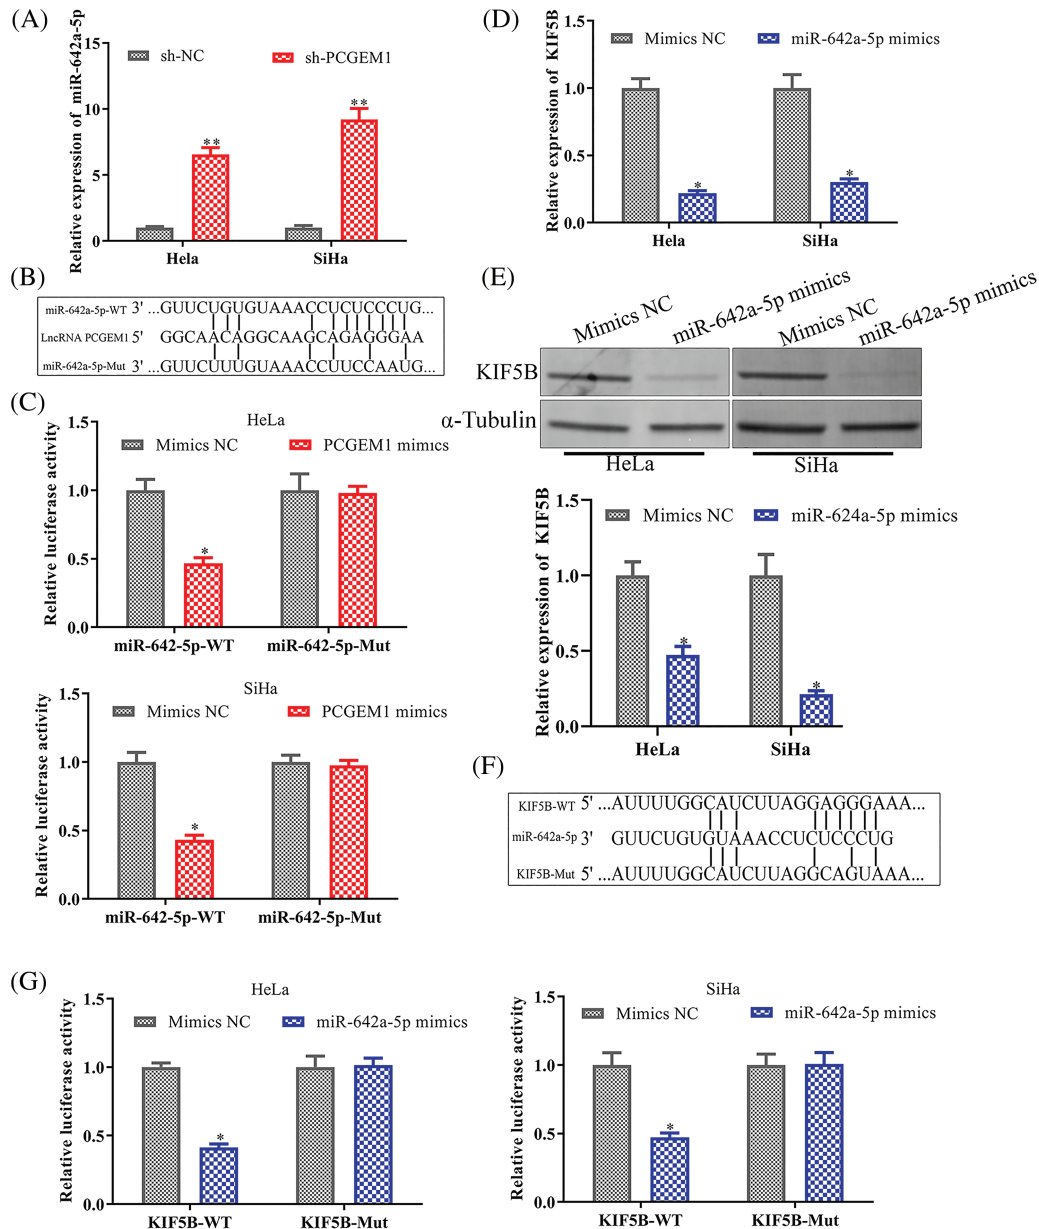 (A)
Relative expression of miR-642a-5p
15
10
5
0
sh-NC
sh-PCGEM1
**
**
Hela
SiHa
(B)
miR-642a-5p-WT 3' ...GUUCUGUGUAAACCUCUCCCUG...
LncRNA PCGEM1 5' GGCAACAGGCAAGCAGAGGGAA
miR-642a-5p-Mut 3' ...GUUCUUUUGUAAACCUUCCAAUG...
(C)
HeLa
Relative luciferase activity
1.5
1.0
0.5
0.0
Mimics NC
PCGEM1 mimics
*
miR-642-5p-WT
miR-642-5p-Mut
SiHa
Relative luciferase activity
1.5
1.0
0.5
0.0
Mimics NC
PCGEM1 mimics
*
miR-642-5p-WT
miR-642-5p-Mut
(D)
Relative expression of KIF5B
1.5
1.0
0.5
0.0
Mimics NC
miR-642a-5p mimics
*
*
Hela
SiHa
(E)
Mimics NC
miR-642a-5p mimics
Mimics NC
miR-642a-5p mimics
KIF5B
α-Tubulin
HeLa
SiHa
Relative expression of KIF5B
1.5
1.0
0.5
0.0
Mimics NC
miR-624a-5p mimics
*
*
HeLa
SiHa
(F)
KIF5B-WT 5' ...AUUUUGGCAUCUUAGGAGGGAAA...
miR-642a-5p 3' GUUCUGUGUAAACCUCUCCCUG
KIF5B-Mut 5' ...AUUUUGGCAUCUUAGGCAGUAAA...
(G)
HeLa
Relative luciferase activity
1.5
1.0
0.5
0.0
Mimics NC
miR-642a-5p mimics
*
KIF5B-WT
KIF5B-Mut
SiHa
Relative luciferase activity
1.5
1.0
0.5
0.0
Mimics NC
miR-642a-5p mimics
*
KIF5B-WT
KIF5B-Mut